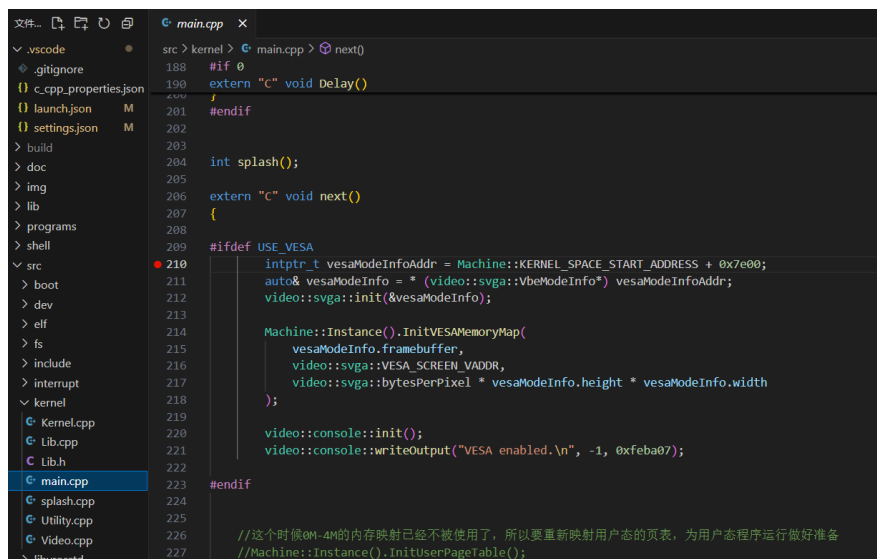 文件...
main.cpp
.vscode
.gitignore
c_cpp_properties.json
launch.json M
settings.json M
build
doc
img
lib
programs
shell
src
boot
dev
elf
fs
include
interrupt
kernel
Kernel.cpp
Lib.cpp
Lib.h
main.cpp
splash.cpp
Utility.cpp
Video.cpp
src > kernel > main.cpp > next()
188 #if 0
190 extern "C" void Delay()
200 }
201 #endif
202
203
204 int splash();
205
206 extern "C" void next()
207 {
208
209 #ifdef USE_VESA
210 intptr_t vesaModeInfoAddr = Machine::KERNEL_SPACE_START_ADDRESS + 0x7e00;
211 auto& vesaModeInfo = * (video::svga::VbeModeInfo*) vesaModeInfoAddr;
212 video::svga::init(&vesaModeInfo);
213
214 Machine::Instance().InitVESAMemoryMap(
215 vesaModeInfo.framebuffer,
216 video::svga::VESA_SCREEN_VADDR,
217 video::svga::bytesPerPixel * vesaModeInfo.height * vesaModeInfo.width
218 );
219
220 video::console::init();
221 video::console::writeOutput("VESA enabled.\n", -1, 0xfeba07);
222
223 #endif
224
225
226 //这个时候0M-4M的内存映射已经不被使用了，所以要重新映射用户态的页表，为用户态程序运行做好准备
227 //Machine::Instance().InitUserPageTable();